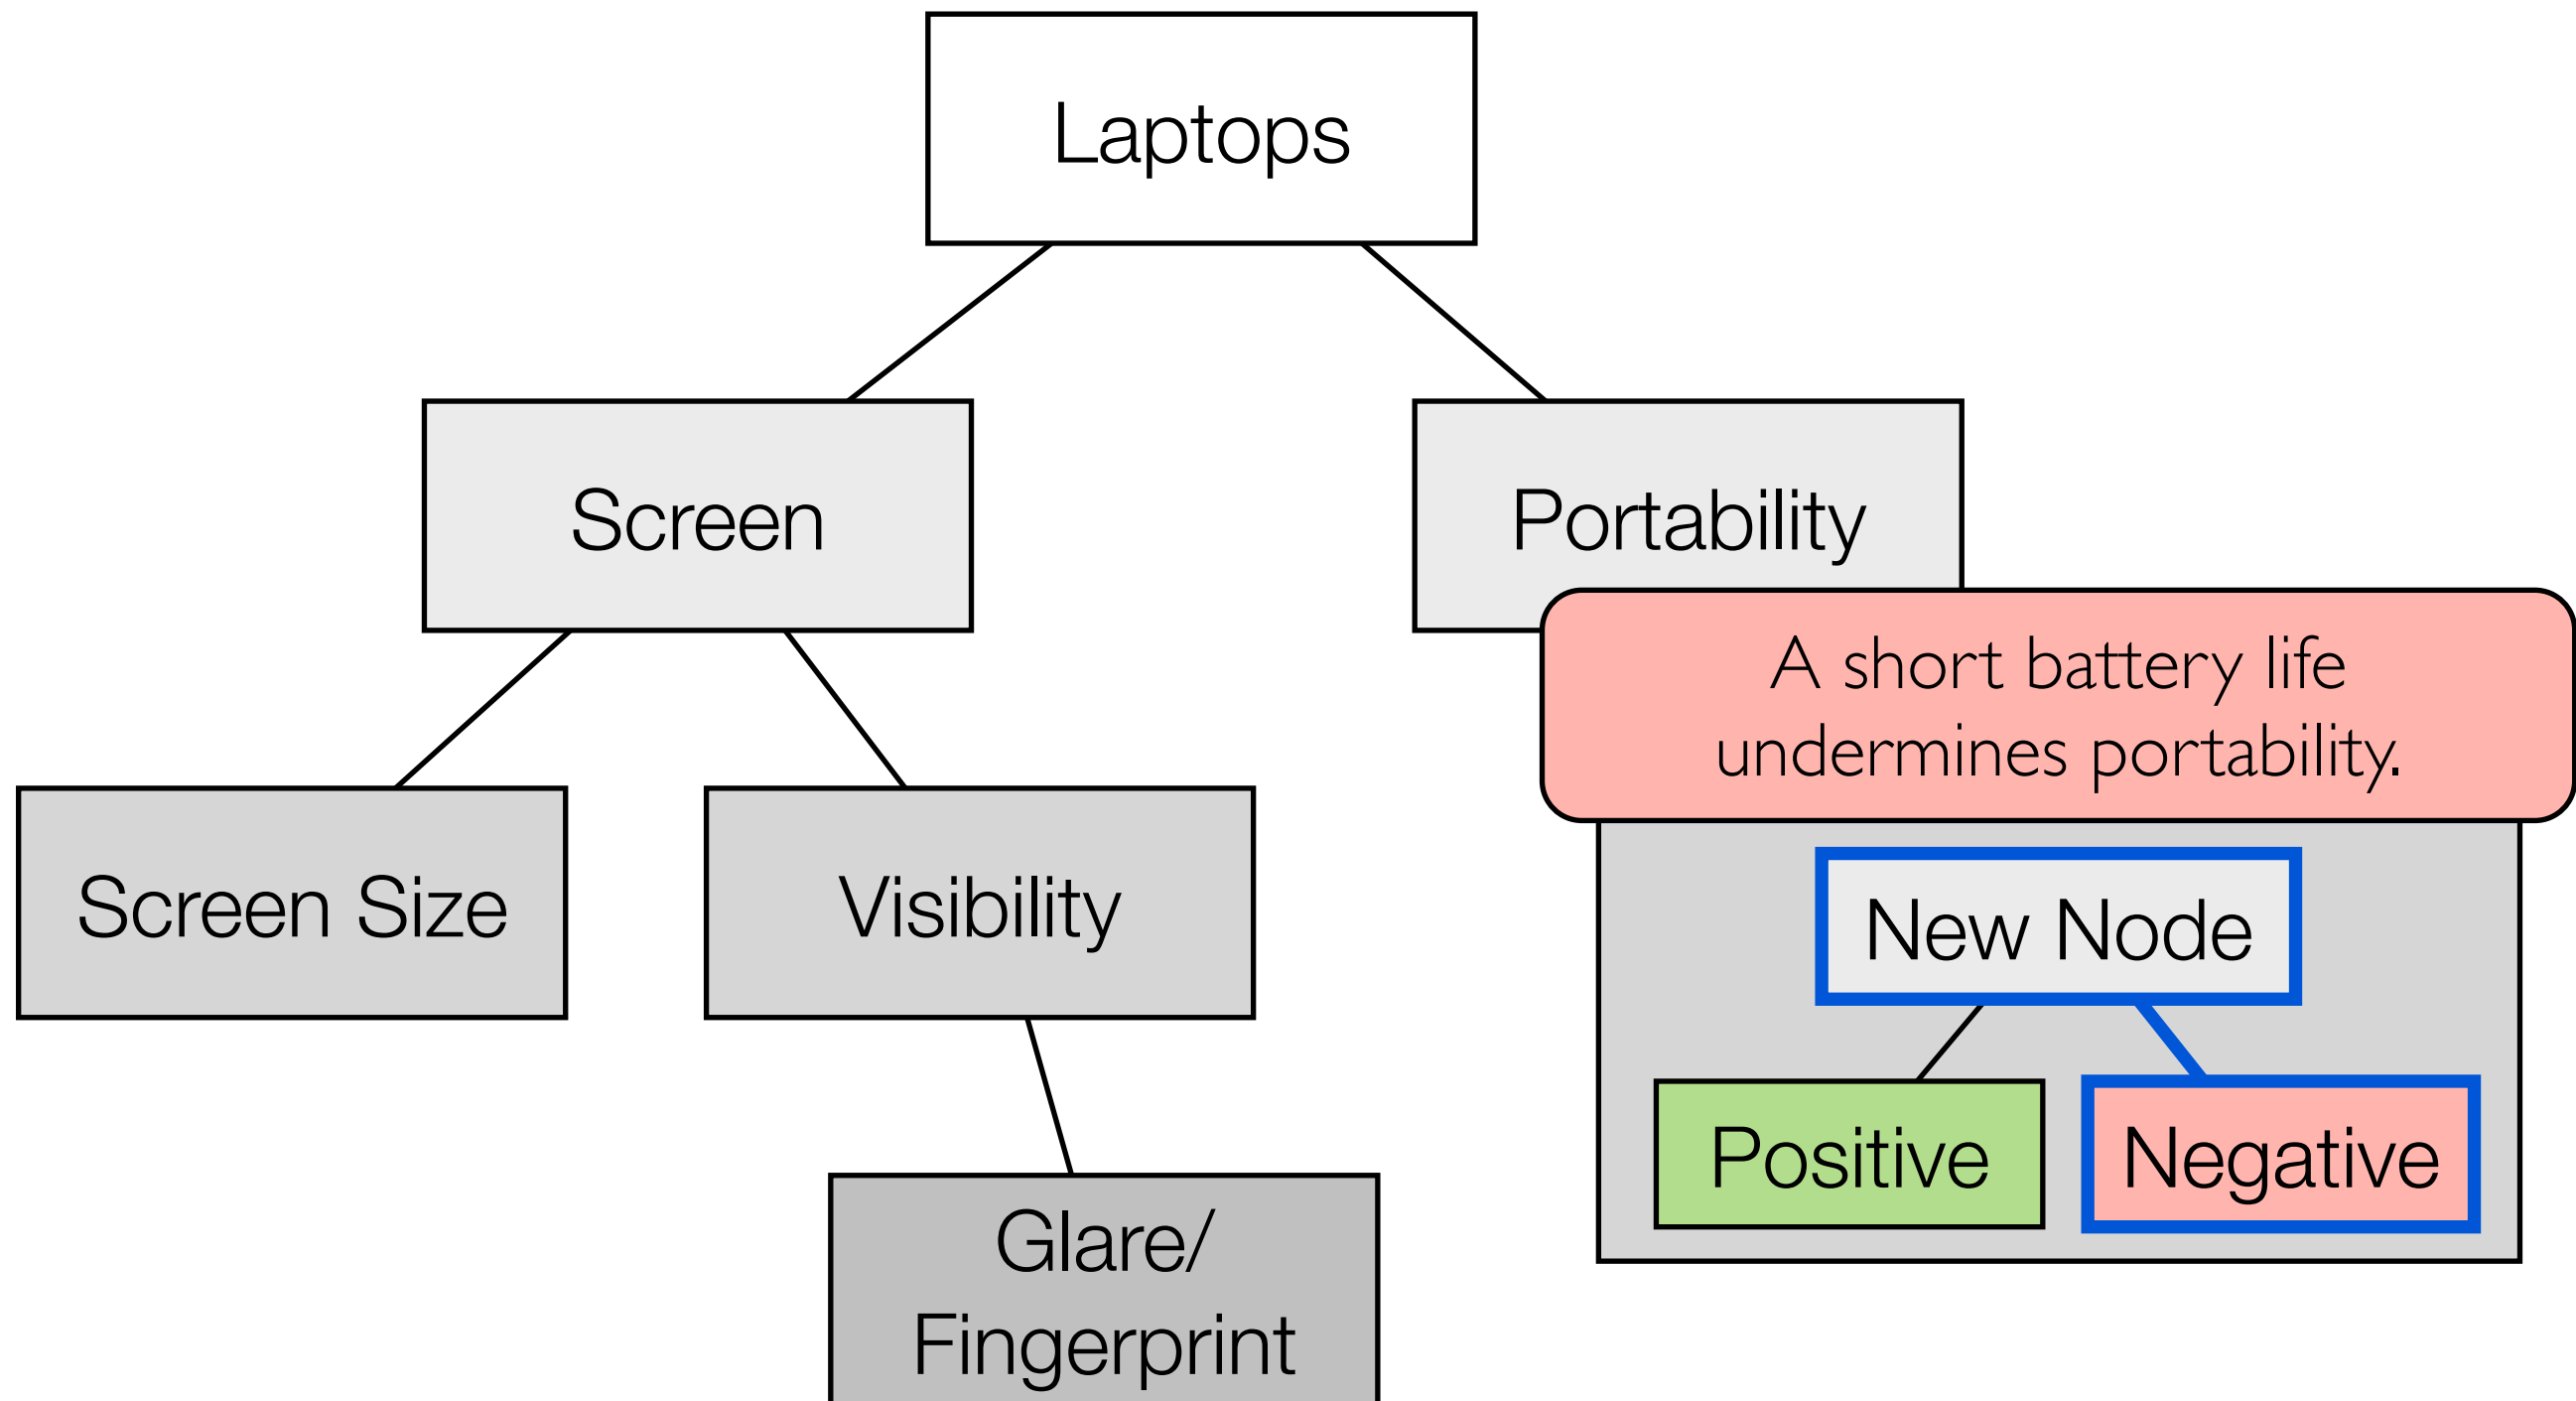 Laptops
Screen
Portability
A short battery life
undermines portability.
Screen Size
Visibility
New Node
Positive
Negative
Glare/
Fingerprint